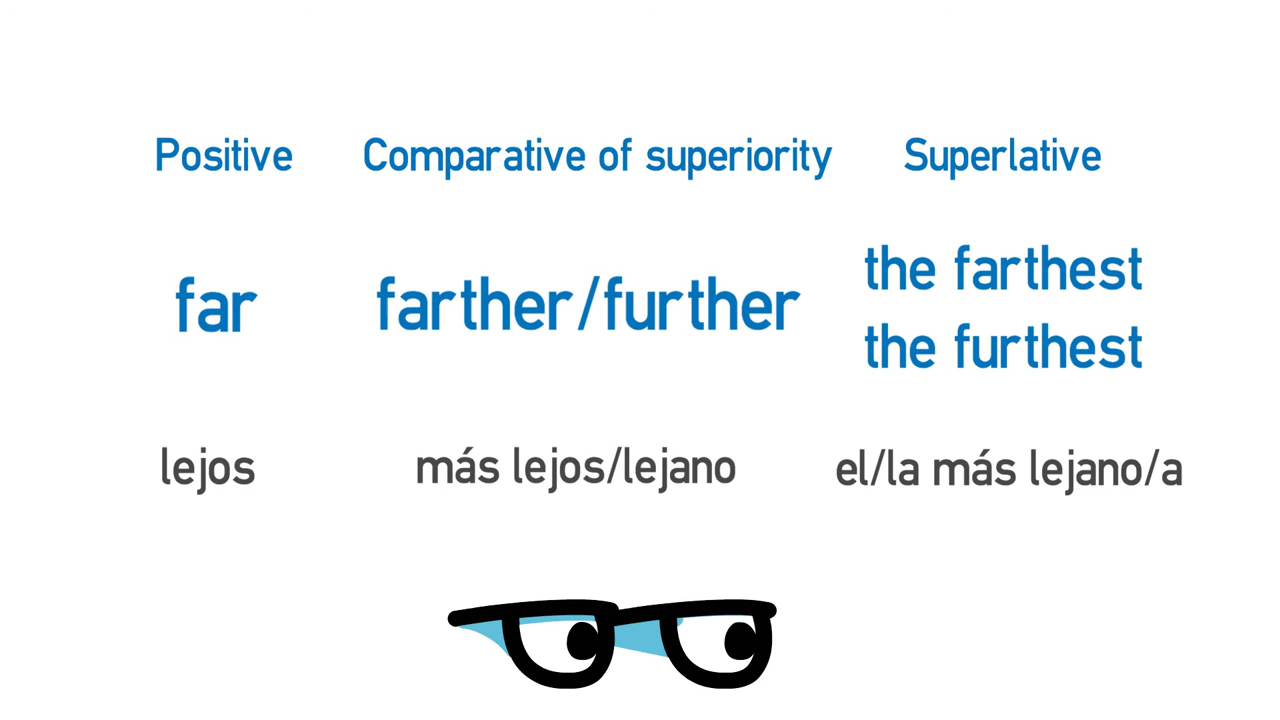 Positive Comparative of superiority Superlative
far farther/further the farthest
the furthest
lejos más lejos/lejano el/la más lejano/a